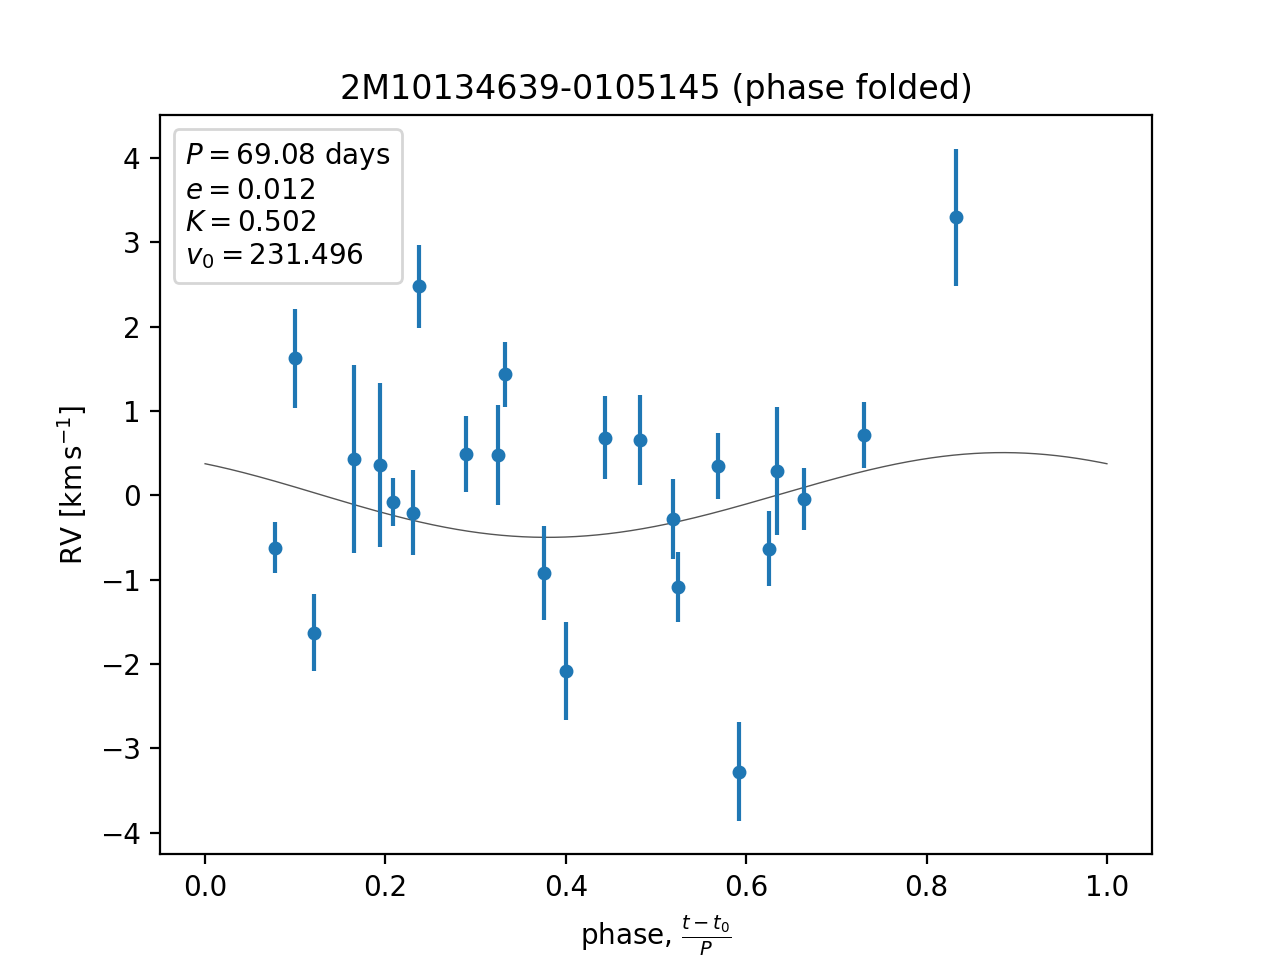 2M10134639-0105145 (phase folded)
P = 69.08 days
e = 0.012
K = 0.502
v₀ = 231.496
4
3
2
1
0
−1
−2
−3
−4
RV [km s⁻¹]
0.0 0.2 0.4 0.6 0.8 1.0
phase, (t − t₀)/P